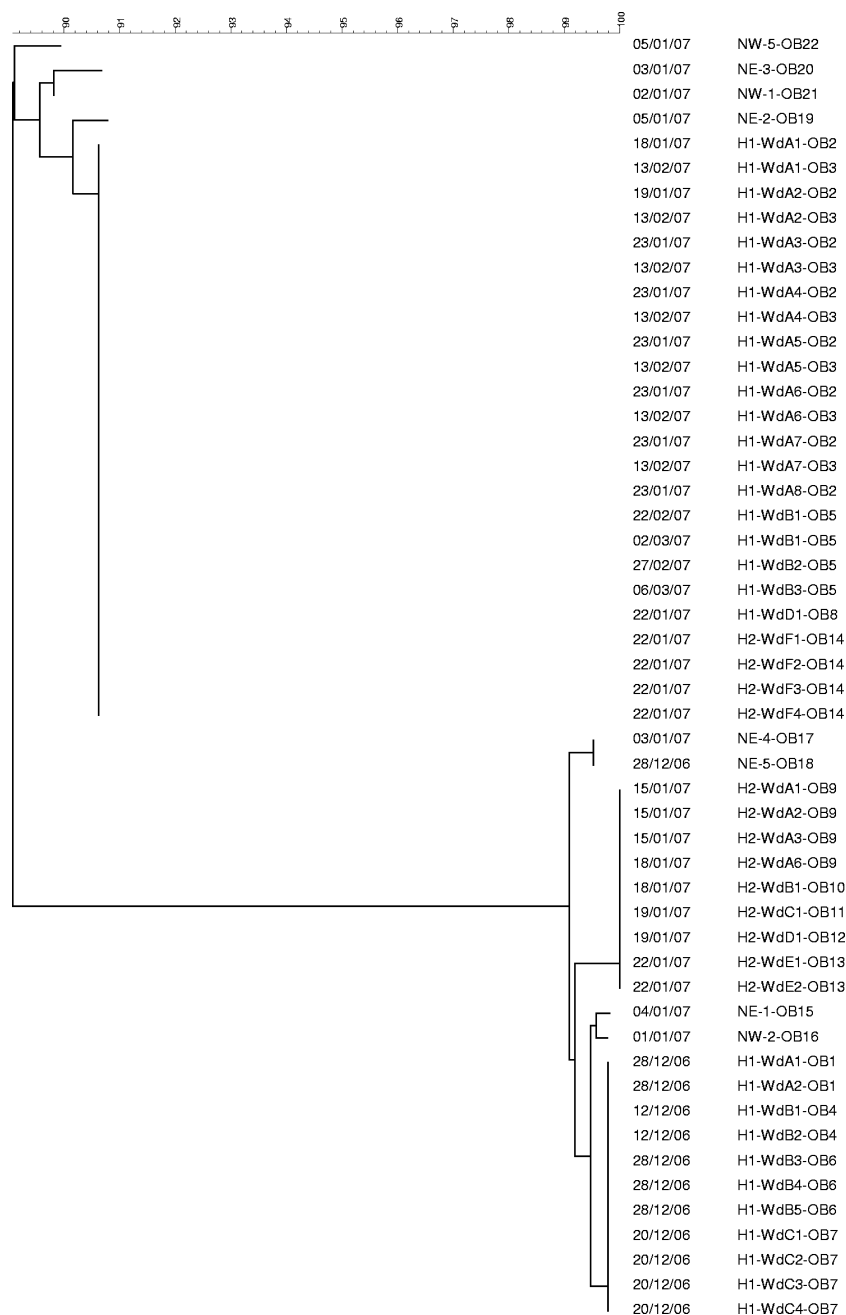 90 91 92 93 94 95 96 97 98 99 100
05/01/07 NW-5-OB22
03/01/07 NE-3-OB20
02/01/07 NW-1-OB21
05/01/07 NE-2-OB19
18/01/07 H1-WdA1-OB2
13/02/07 H1-WdA1-OB3
19/01/07 H1-WdA2-OB2
13/02/07 H1-WdA2-OB3
23/01/07 H1-WdA3-OB2
13/02/07 H1-WdA3-OB3
23/01/07 H1-WdA4-OB2
13/02/07 H1-WdA4-OB3
23/01/07 H1-WdA5-OB2
13/02/07 H1-WdA5-OB3
23/01/07 H1-WdA6-OB2
13/02/07 H1-WdA6-OB3
23/01/07 H1-WdA7-OB2
13/02/07 H1-WdA7-OB3
23/01/07 H1-WdA8-OB2
22/02/07 H1-WdB1-OB5
02/03/07 H1-WdB1-OB5
27/02/07 H1-WdB2-OB5
06/03/07 H1-WdB3-OB5
22/01/07 H1-WdD1-OB8
22/01/07 H2-WdF1-OB14
22/01/07 H2-WdF2-OB14
22/01/07 H2-WdF3-OB14
22/01/07 H2-WdF4-OB14
03/01/07 NE-4-OB17
28/12/06 NE-5-OB18
15/01/07 H2-WdA1-OB9
15/01/07 H2-WdA2-OB9
15/01/07 H2-WdA3-OB9
18/01/07 H2-WdA6-OB9
18/01/07 H2-WdB1-OB10
19/01/07 H2-WdC1-OB11
19/01/07 H2-WdD1-OB12
22/01/07 H2-WdE1-OB13
22/01/07 H2-WdE2-OB13
04/01/07 NE-1-OB15
01/01/07 NW-2-OB16
28/12/06 H1-WdA1-OB1
28/12/06 H1-WdA2-OB1
12/12/06 H1-WdB1-OB4
12/12/06 H1-WdB2-OB4
28/12/06 H1-WdB3-OB6
28/12/06 H1-WdB4-OB6
28/12/06 H1-WdB5-OB6
20/12/06 H1-WdC1-OB7
20/12/06 H1-WdC2-OB7
20/12/06 H1-WdC3-OB7
20/12/06 H1-WdC4-OB7